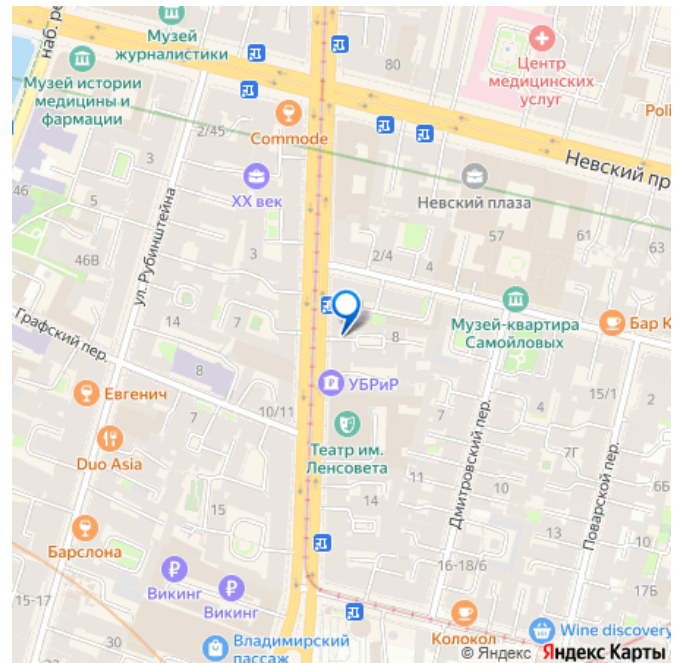 наб. ре
Музей
журналистики
80
Центр
медицинских
услуг
Музей истории
медицины и
фармации
Commode
Poli
2/45
3
Невский пр
46
5
XX век
Невский плаза
ул. Рубинштейна
57
61
63
46В
3
2/4
4
Графский пер.
14
7
8
Музей-квартира
Самойловых
Бар К
8
УБРиР
Евгенич
10/11
15/1
2
Duo Asia
Театр им.
Ленсовета
Дмитровский пер.
Поварской пер.
7Г
11
10
6Б
15
14
13
Барслона
16-18/6
Викинг
Викинг
17Б
15-17
Колокол
Wine discovery
130
Владимирский
пассаж
© Яндекс Яндекс Карты